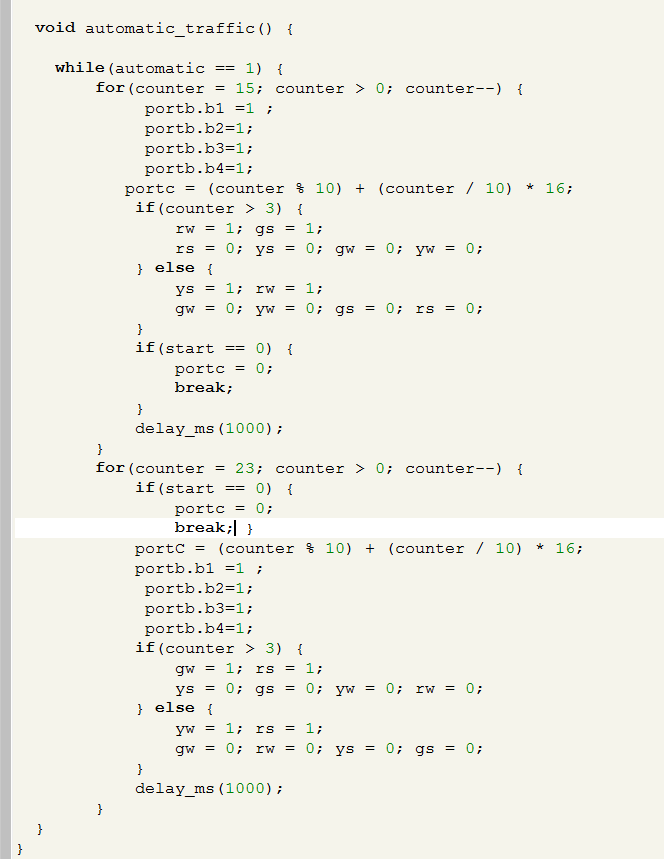 void automatic_traffic() {
while(automatic == 1) {
for(counter = 15; counter > 0; counter--) {
portb.b1 =1 ;
portb.b2=1;
portb.b3=1;
portb.b4=1;
portc = (counter % 10) + (counter / 10) * 16;
if(counter > 3) {
rw = 1; gs = 1;
rs = 0; ys = 0; gw = 0; yw = 0;
} else {
ys = 1; rw = 1;
gw = 0; yw = 0; gs = 0; rs = 0;
}
if(start == 0) {
portc = 0;
break;
}
delay_ms(1000);
}
for(counter = 23; counter > 0; counter--) {
if(start == 0) {
portc = 0;
break; }
portC = (counter % 10) + (counter / 10) * 16;
portb.b1 =1 ;
portb.b2=1;
portb.b3=1;
portb.b4=1;
if(counter > 3) {
gw = 1; rs = 1;
ys = 0; gs = 0; yw = 0; rw = 0;
} else {
yw = 1; rs = 1;
gw = 0; rw = 0; ys = 0; gs = 0;
}
delay_ms(1000);
}
}
}